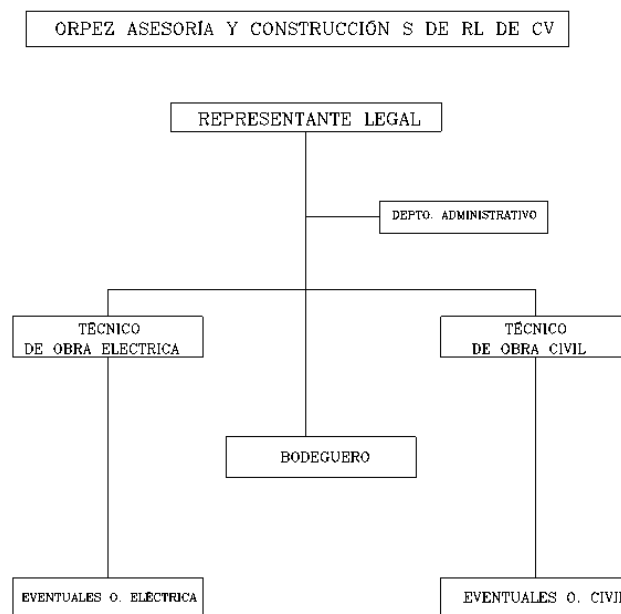 ORPEZ ASESORÍA Y CONSTRUCCIÓN S DE RL DE CV
REPRESENTANTE LEGAL
DEPTO. ADMINISTRATIVO
TÉCNICO
DE OBRA ELECTRICA
TÉCNICO
DE OBRA CIVIL
BODEGUERO
EVENTUALES O. ELÉCTRICA
EVENTUALES O. CIVIL